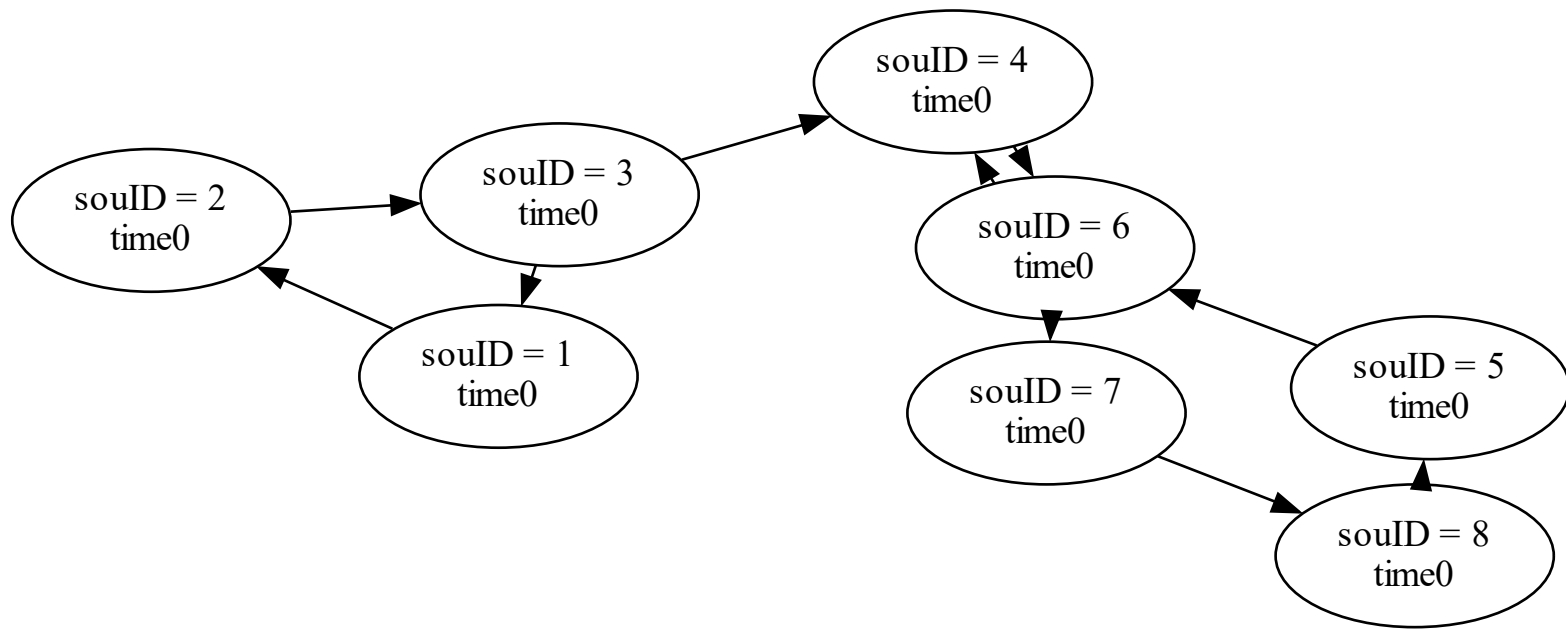 souID = 4
time0
souID = 3
time0
souID = 2
time0
souID = 6
time0
souID = 1
time0
souID = 5
time0
souID = 7
time0
souID = 8
time0